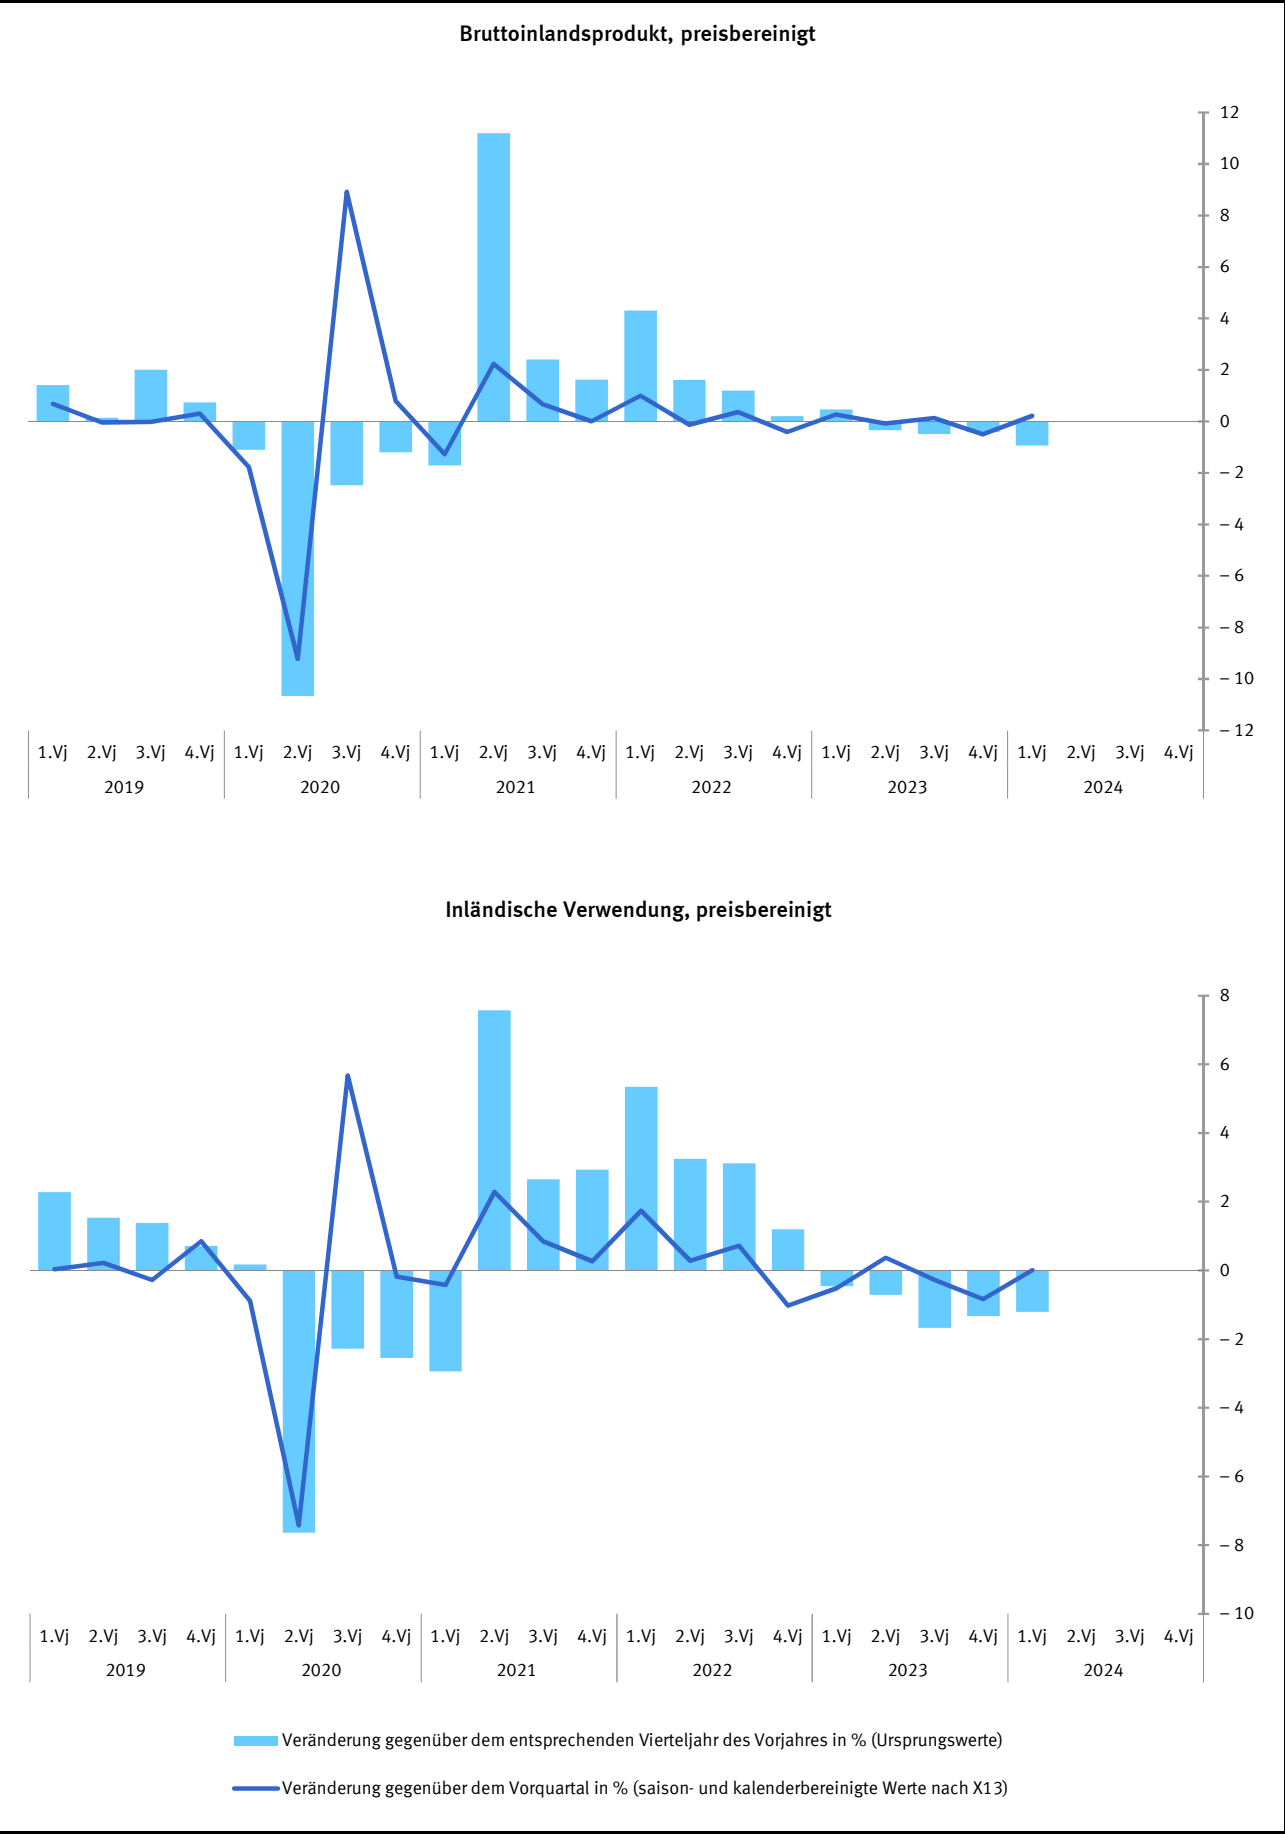 Bruttoinlandsprodukt, preisbereinigt
12
10
8
6
4
2
0
– 2
– 4
– 6
– 8
– 10
– 12
1.Vj 2.Vj 3.Vj 4.Vj 1.Vj 2.Vj 3.Vj 4.Vj 1.Vj 2.Vj 3.Vj 4.Vj 1.Vj 2.Vj 3.Vj 4.Vj 1.Vj 2.Vj 3.Vj 4.Vj 1.Vj 2.Vj 3.Vj 4.Vj
2019 2020 2021 2022 2023 2024
Inländische Verwendung, preisbereinigt
8
6
4
2
0
– 2
– 4
– 6
– 8
– 10
1.Vj 2.Vj 3.Vj 4.Vj 1.Vj 2.Vj 3.Vj 4.Vj 1.Vj 2.Vj 3.Vj 4.Vj 1.Vj 2.Vj 3.Vj 4.Vj 1.Vj 2.Vj 3.Vj 4.Vj 1.Vj 2.Vj 3.Vj 4.Vj
2019 2020 2021 2022 2023 2024
Veränderung gegenüber dem entsprechenden Vierteljahr des Vorjahres in % (Ursprungswerte)
Veränderung gegenüber dem Vorquartal in % (saison- und kalenderbereinigte Werte nach X13)